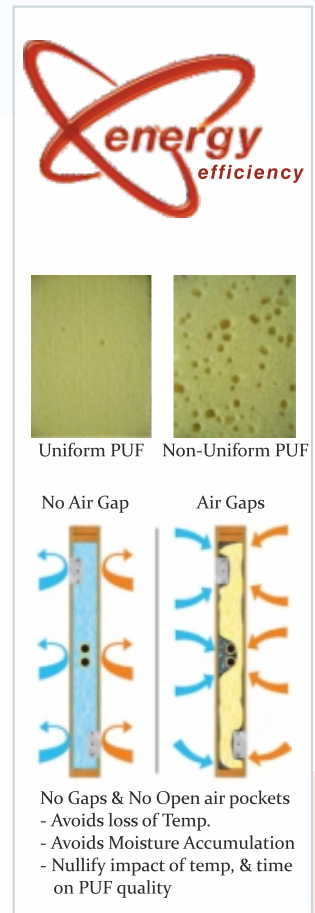 energy
efficiency
Uniform PUF Non-Uniform PUF
No Air Gap Air Gaps
No Gaps & No Open air pockets
- Avoids loss of Temp.
- Avoids Moisture Accumulation
- Nullify impact of temp, & time
on PUF quality